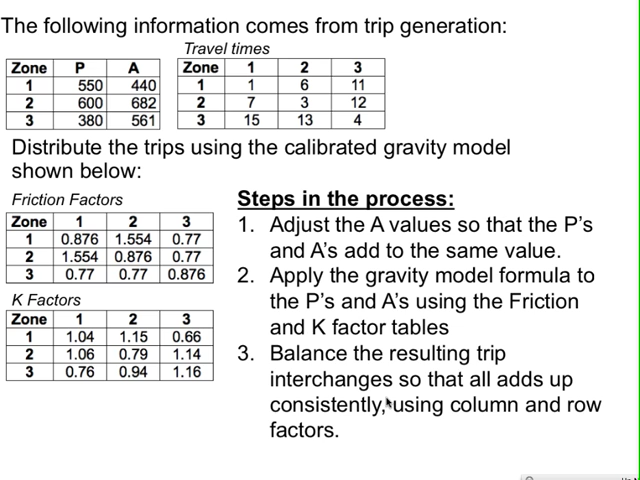 The following information comes from trip generation:
Travel times
Zone P A
1 550 440
2 600 682
3 380 561
Zone 1 2 3
1 1 6 11
2 7 3 12
3 15 13 4
Distribute the trips using the calibrated gravity model
shown below:
Friction Factors
Zone 1 2 3
1 0.876 1.554 0.77
2 1.554 0.876 0.77
3 0.77 0.77 0.876
K Factors
Zone 1 2 3
1 1.04 1.15 0.66
2 1.06 0.79 1.14
3 0.76 0.94 1.16
Steps in the process:
1. Adjust the A values so that the P's
and A's add to the same value.
2. Apply the gravity model formula to
the P's and A's using the Friction
and K factor tables
3. Balance the resulting trip
interchanges so that all adds up
consistently, using column and row
factors.